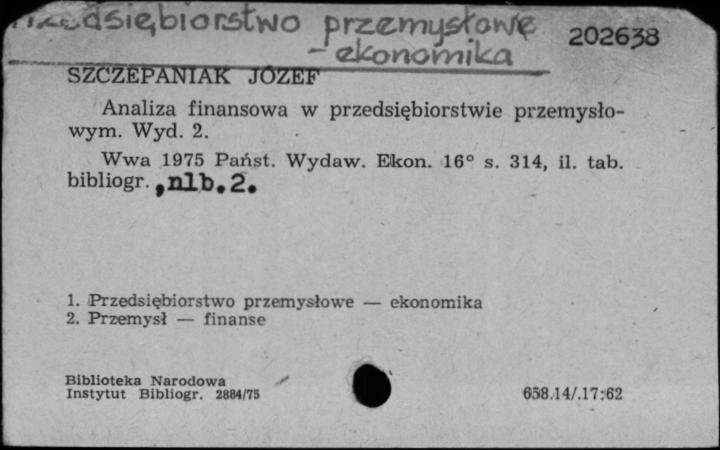 Przedsiębiorstwo przemysłowe
202638
- ekonomika
SZCZEPANIAK JÓZEF
Analiza finansowa w przedsiębiorstwie przemysło-
wym. Wyd. 2.
Wwa 1975 Państ. Wydaw. Ekon. 16° s. 314, il. tab.
bibliogr. ,nlb.2.
1. Przedsiębiorstwo przemysłowe — ekonomika
2. Przemysł — finanse
Biblioteka Narodowa
Instytut Bibliogr. 2884/75
658.14/.17:62